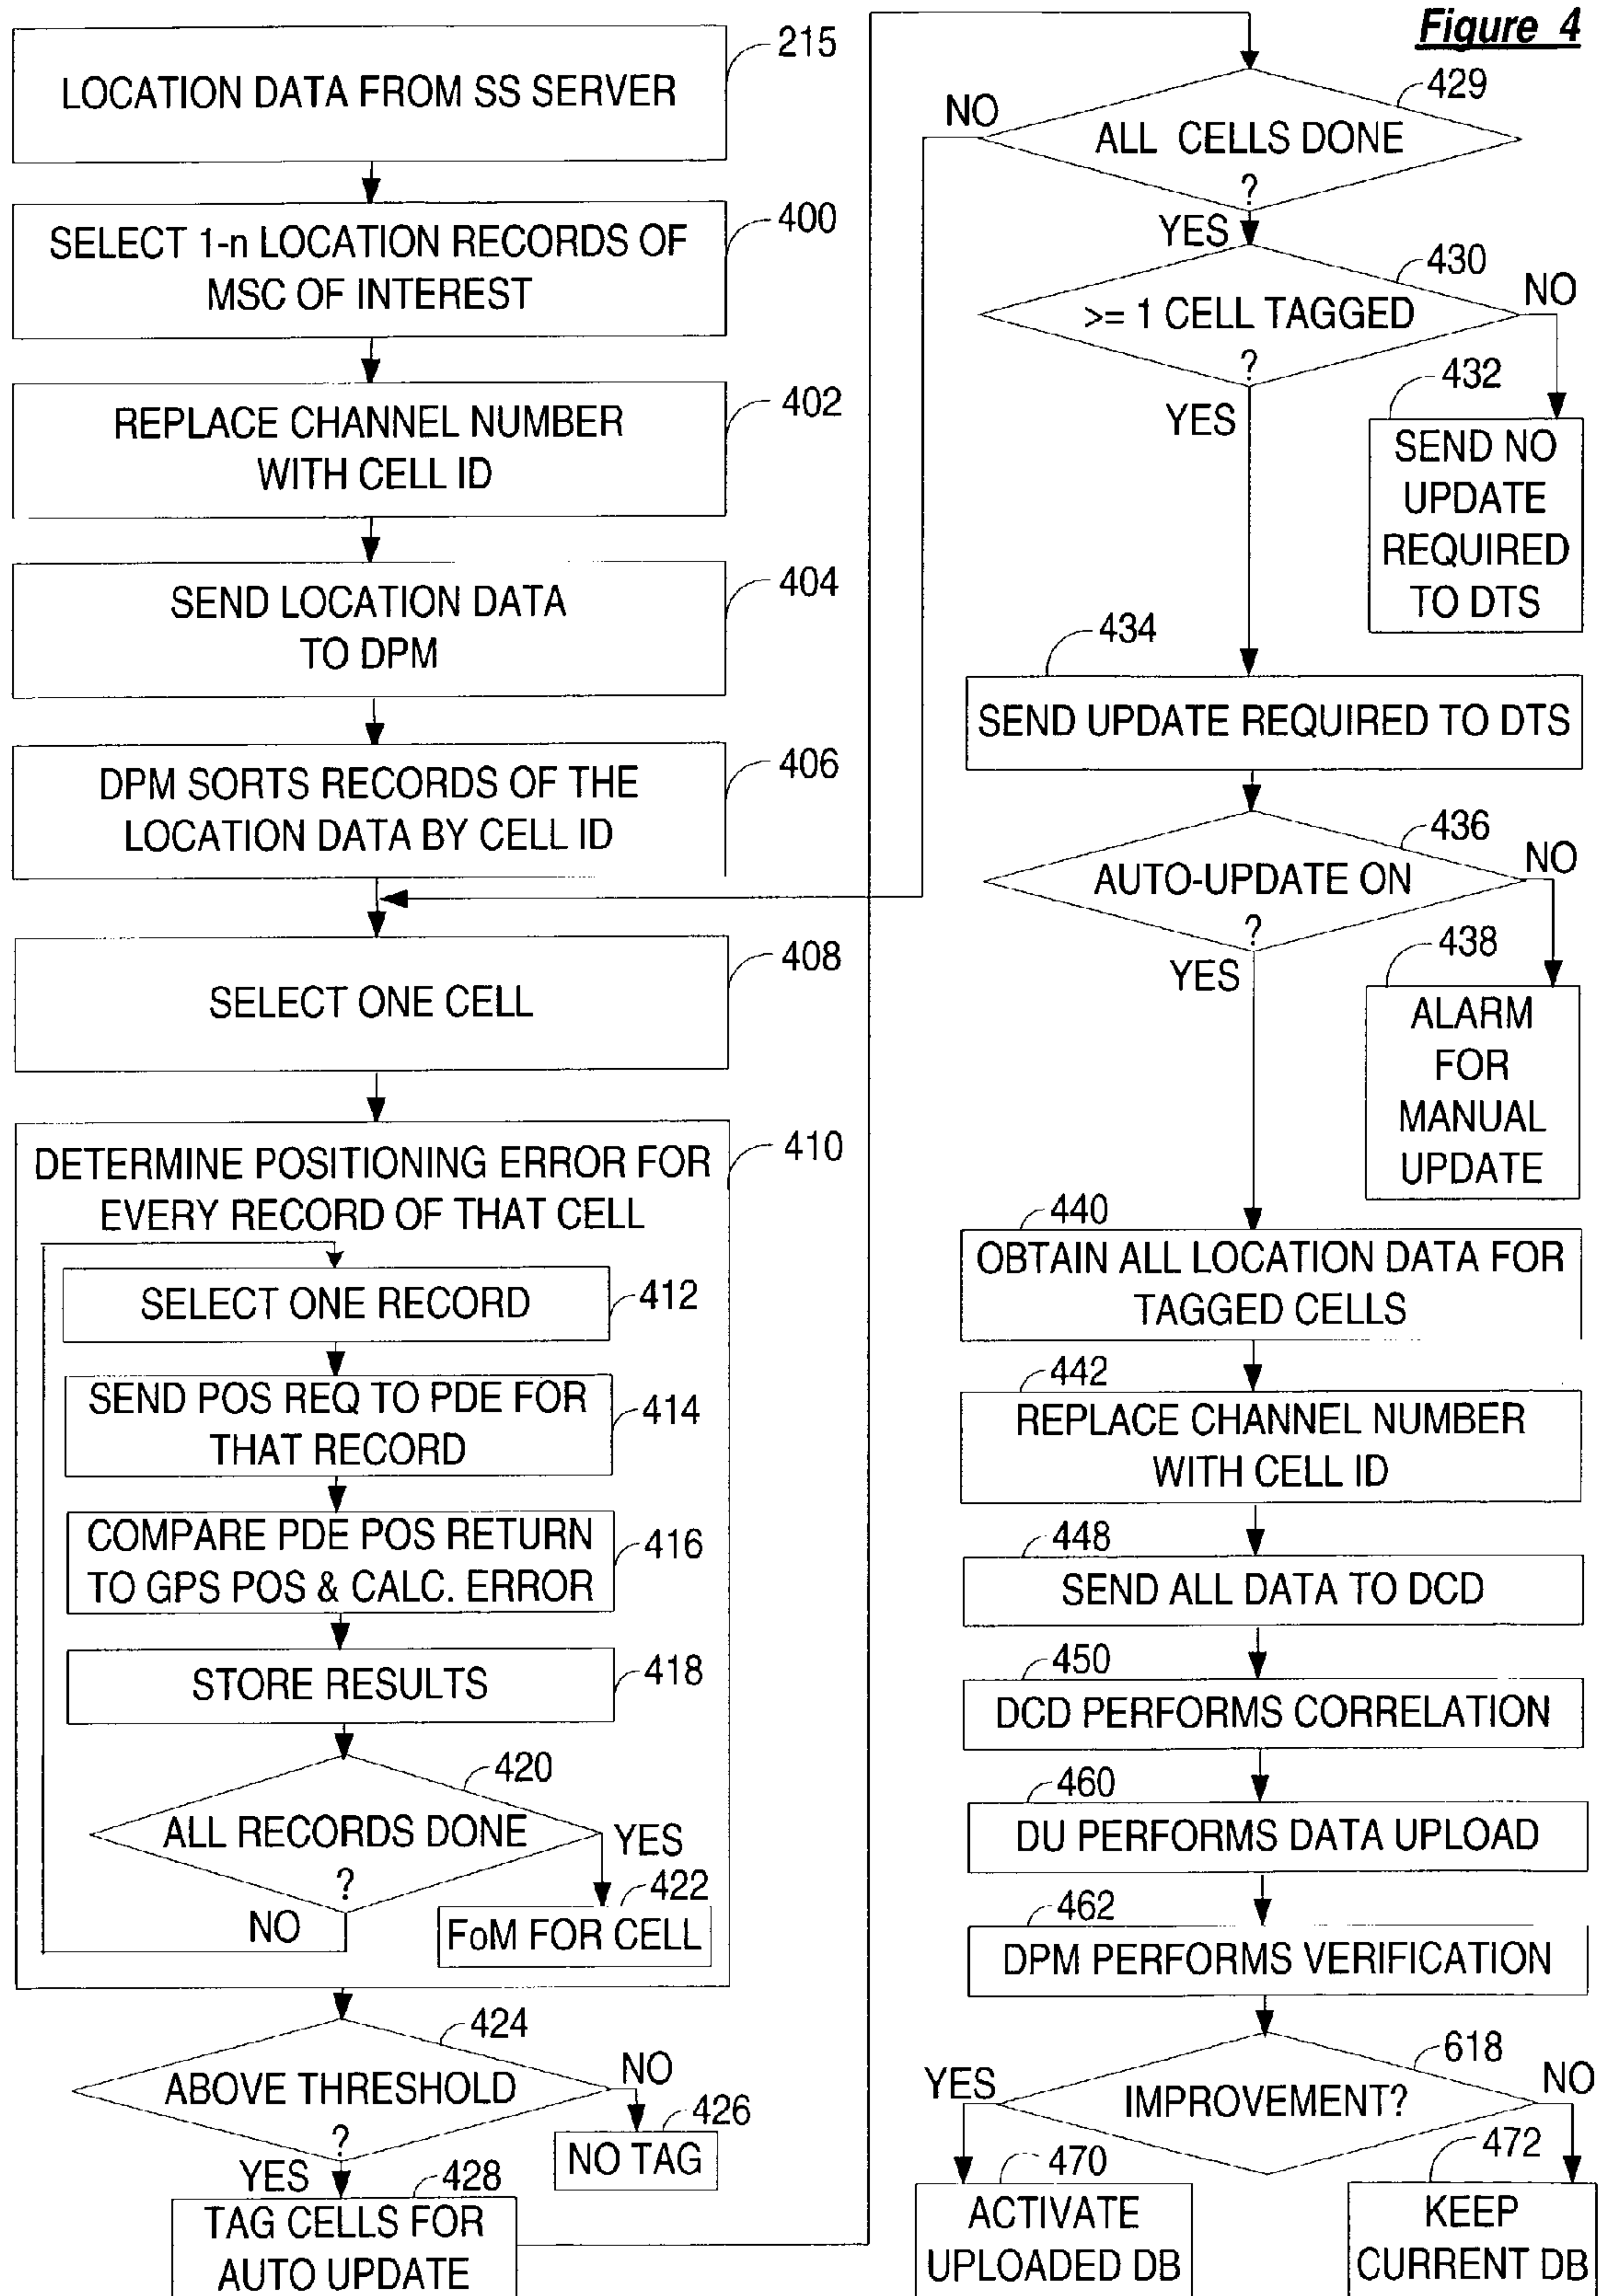 Figure 4
215
LOCATION DATA FROM SS SERVER
400
SELECT 1-n LOCATION RECORDS OF
MSC OF INTEREST
402
REPLACE CHANNEL NUMBER
WITH CELL ID
404
SEND LOCATION DATA
TO DPM
406
DPM SORTS RECORDS OF THE
LOCATION DATA BY CELL ID
408
SELECT ONE CELL
410
DETERMINE POSITIONING ERROR FOR
EVERY RECORD OF THAT CELL
SELECT ONE RECORD
412
SEND POS REQ TO PDE FOR
THAT RECORD
414
COMPARE PDE POS RETURN
TO GPS POS & CALC. ERROR
416
STORE RESULTS
418
420
ALL RECORDS DONE
?
YES
NO
422
FoM FOR CELL
424
ABOVE THRESHOLD
?
NO
426
NO TAG
YES
428
TAG CELLS FOR
AUTO UPDATE
429
NO
ALL CELLS DONE
?
YES
430
>= 1 CELL TAGGED
?
NO
YES
432
SEND NO
UPDATE
REQUIRED
TO DTS
434
SEND UPDATE REQUIRED TO DTS
436
AUTO-UPDATE ON
?
NO
YES
438
ALARM
FOR
MANUAL
UPDATE
440
OBTAIN ALL LOCATION DATA FOR
TAGGED CELLS
442
REPLACE CHANNEL NUMBER
WITH CELL ID
448
SEND ALL DATA TO DCD
450
DCD PERFORMS CORRELATION
460
DU PERFORMS DATA UPLOAD
462
DPM PERFORMS VERIFICATION
618
YES
IMPROVEMENT?
NO
470
ACTIVATE
UPLOADED DB
472
KEEP
CURRENT DB